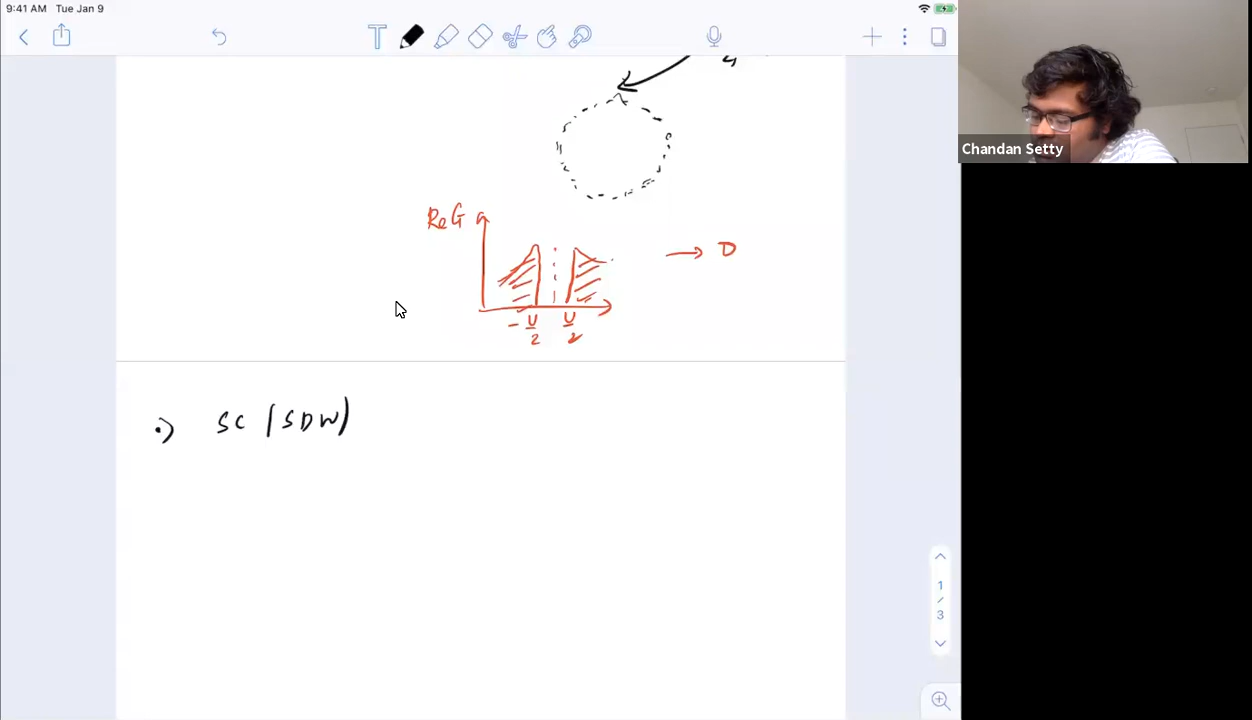 9:41 AM Tue Jan 9
Chandan Setty
ReG
→ D
- U/2 U/2
•) SC (SDW)
1
/
3